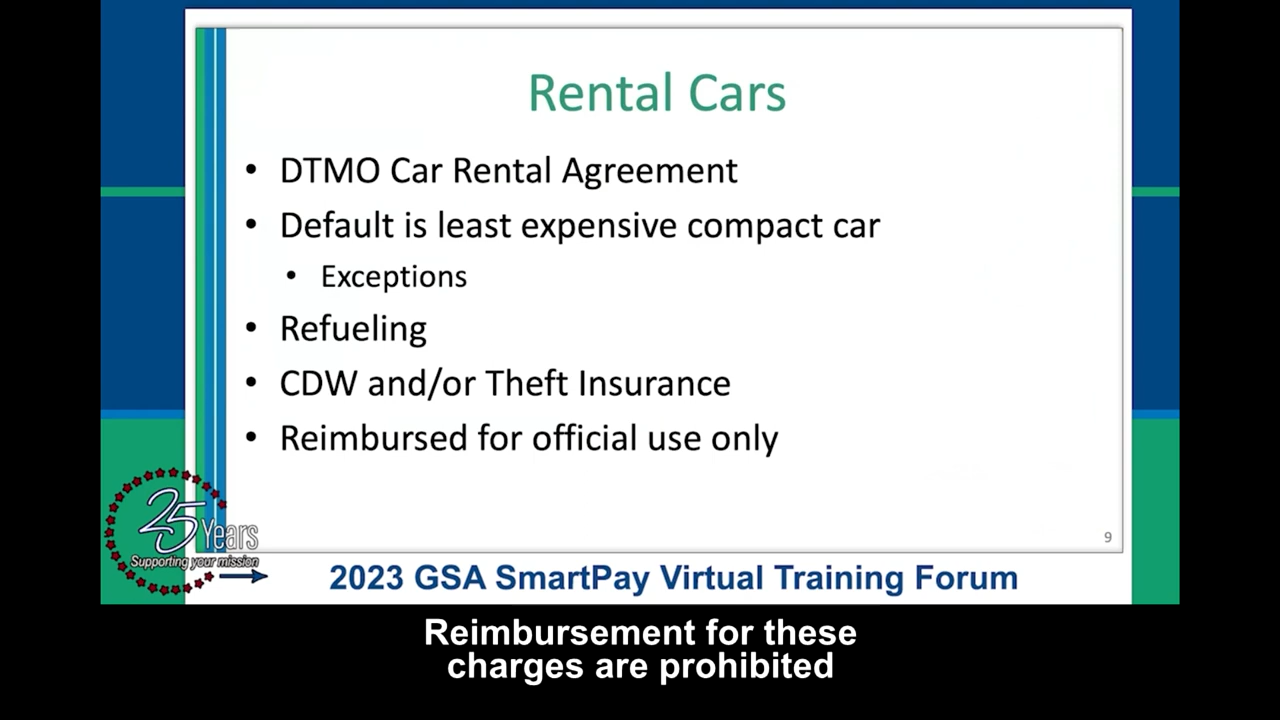 Rental Cars
• DTMO Car Rental Agreement
• Default is least expensive compact car
• Exceptions
• Refueling
• CDW and/or Theft Insurance
• Reimbursed for official use only
9
25 Years
Supporting your mission
2023 GSA SmartPay Virtual Training Forum
Reimbursement for these
charges are prohibited